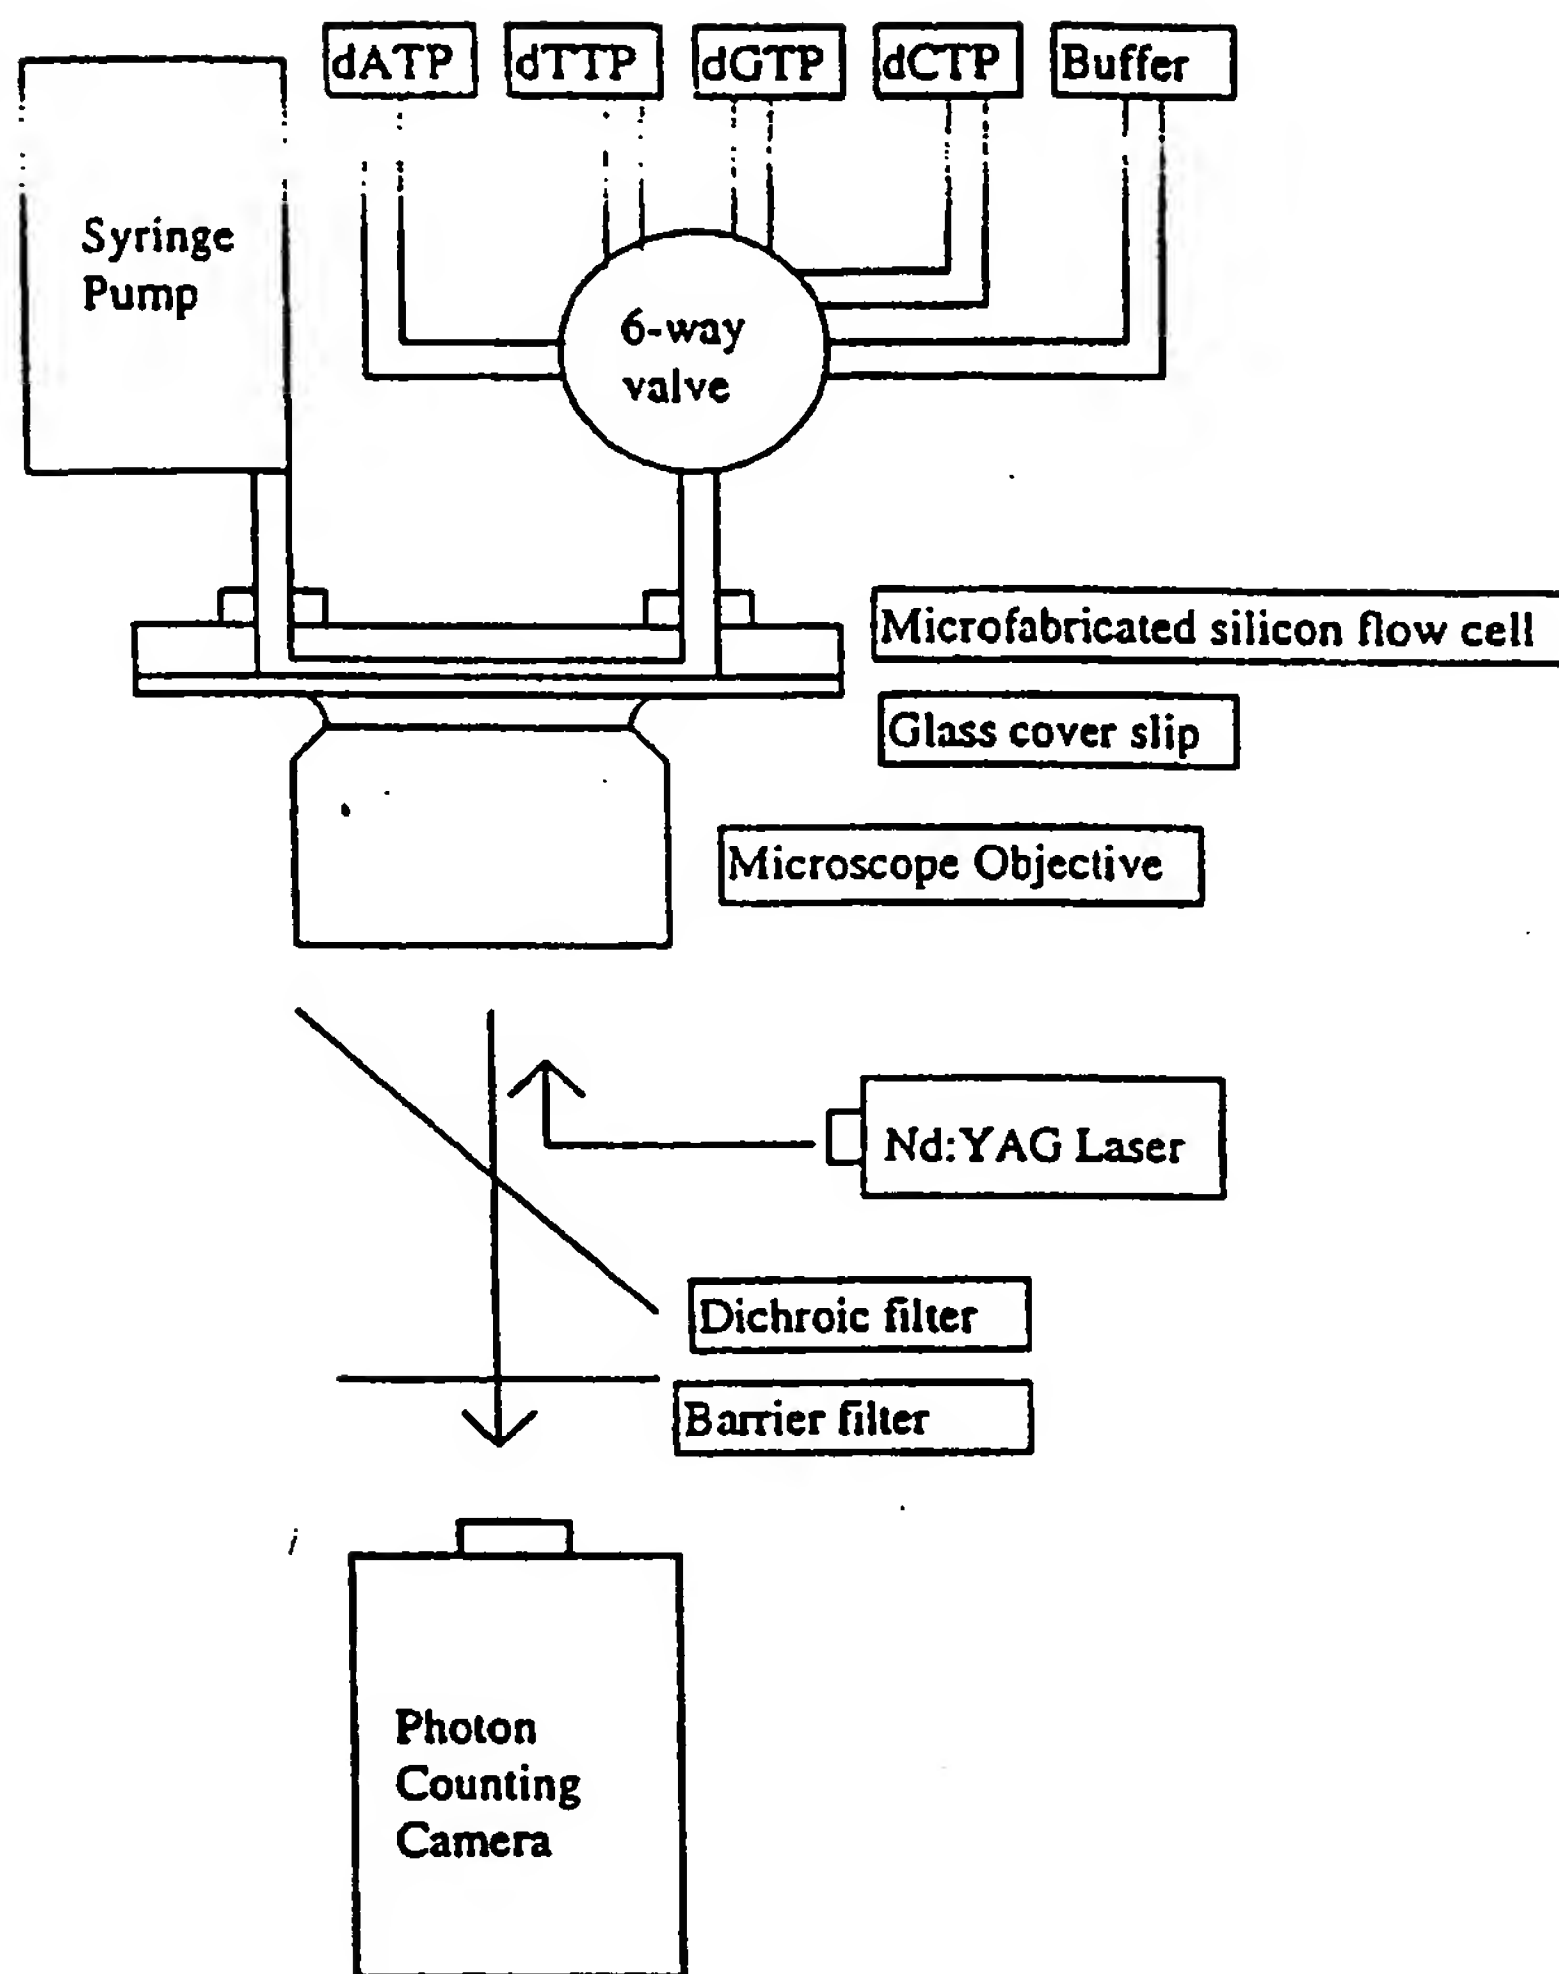 dATP
dTTP
dGTP
dCTP
Buffer
Syringe
Pump
6-way
valve
Microfabricated silicon flow cell
Glass cover slip
Microscope Objective
Nd:YAG Laser
Dichroic filter
Barrier filter
Photon
Counting
Camera